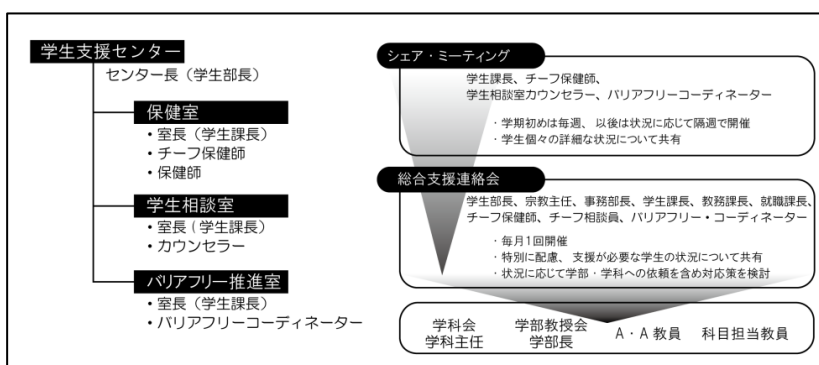 学生支援センター
センター長（学生部長）
保健室
・室長（学生課長）
・チーフ保健師
・保健師
学生相談室
・室長（学生課長）
・カウンセラー
バリアフリー推進室
・室長（学生課長）
・バリアフリーコーディネーター
シェア・ミーティング
学生課長、チーフ保健師、
学生相談室カウンセラー、バリアフリーコーディネーター
・学期初めは毎週、以後は状況に応じて隔週で開催
・学生個々の詳細な状況について共有
総合支援連絡会
学生部長、宗教主任、事務部長、学生課長、教務課長、就職課長、
チーフ保健師、チーフ相談員、バリアフリー・コーディネーター
・毎月1回開催
・特別に配慮、支援が必要な学生の状況について共有
・状況に応じて学部・学科への依頼を含め対応策を検討
学科会
学科主任
学部教授会
学部長
A・A教員
科目担当教員